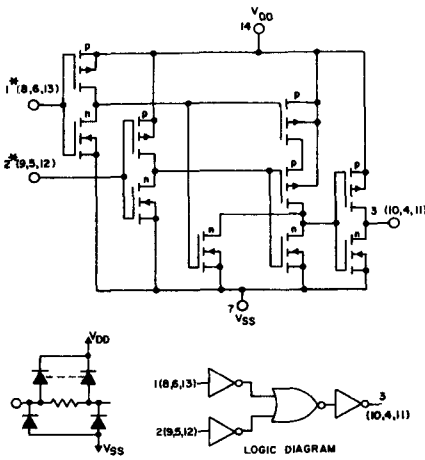 VDD
14
p
1*(8,6,13)
n
p
p
2*(9,5,12)
n
p
p
n
n
n
3 (10,4,11)
7
VSS
VDD
VSS
1(8,6,13)
2(9,5,12)
3
(10,4,11)
LOGIC DIAGRAM